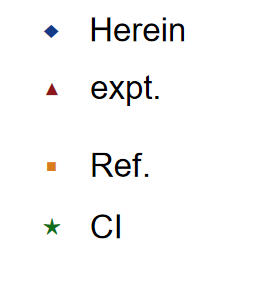 Herein
expt.
Ref.
CI